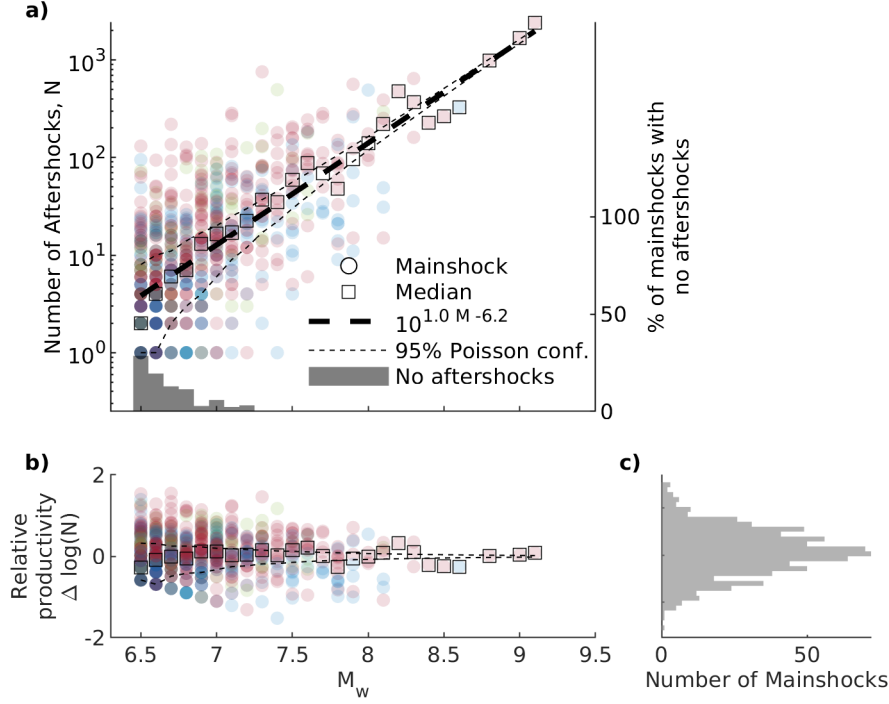 a)
Number of Aftershocks, N
10^3
10^2
10^1
10^0
% of mainshocks with
no aftershocks
100
50
0
Mainshock
Median
10^{1.0 M -6.2}
95% Poisson conf.
No aftershocks
b)
Relative
productivity
Δ log(N)
2
0
-2
6.5 7 7.5 8 8.5 9 9.5
M_w
c)
0 50
Number of Mainshocks